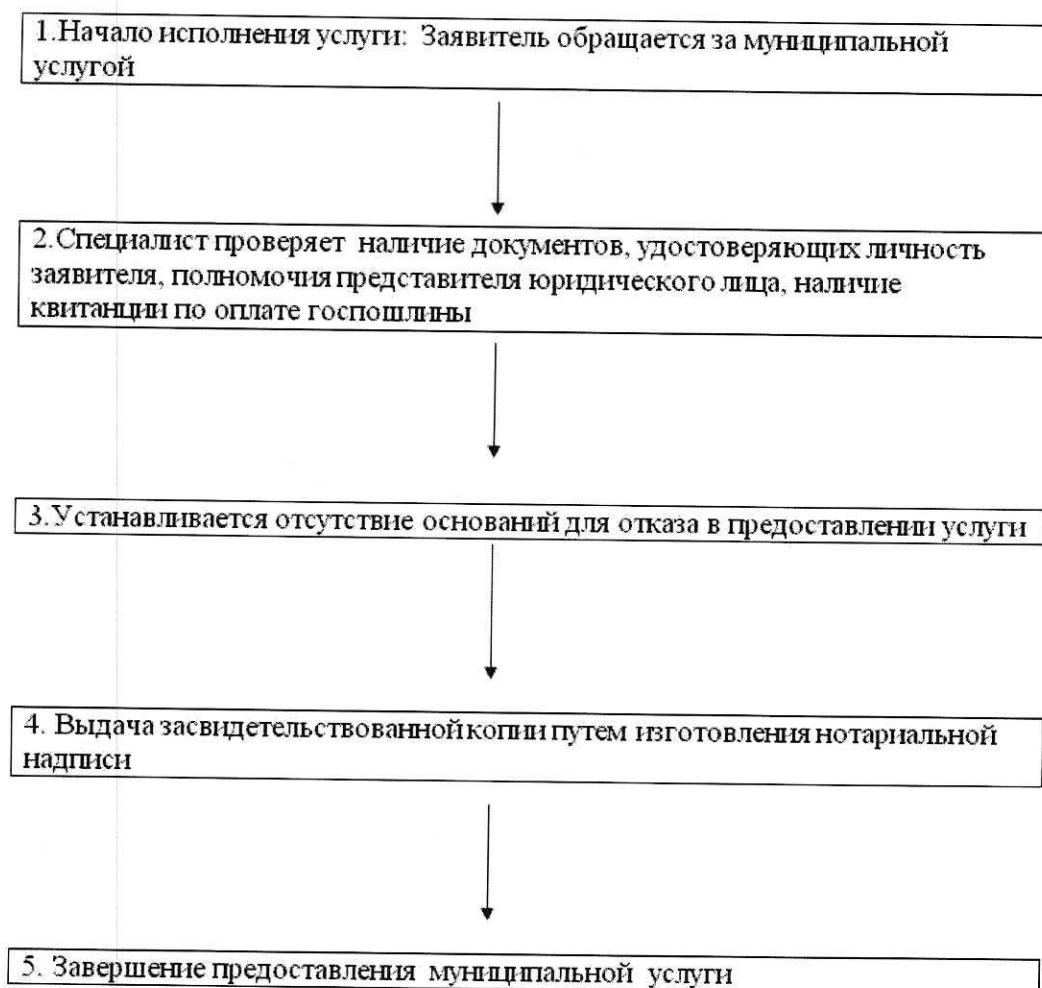 1.Начало исполнения услуги: Заявитель обращается за муниципальной
услугой
2.Специалист проверяет наличие документов, удостоверяющих личность
заявителя, полномочия представителя юридического лица, наличие
квитанции по оплате госпошлины
3.Устанавливается отсутствие оснований для отказа в предоставлении услуги
4. Выдача засвидетельствованной копии путем изготовления нотариальной
надписи
5. Завершение предоставления муниципальной услуги